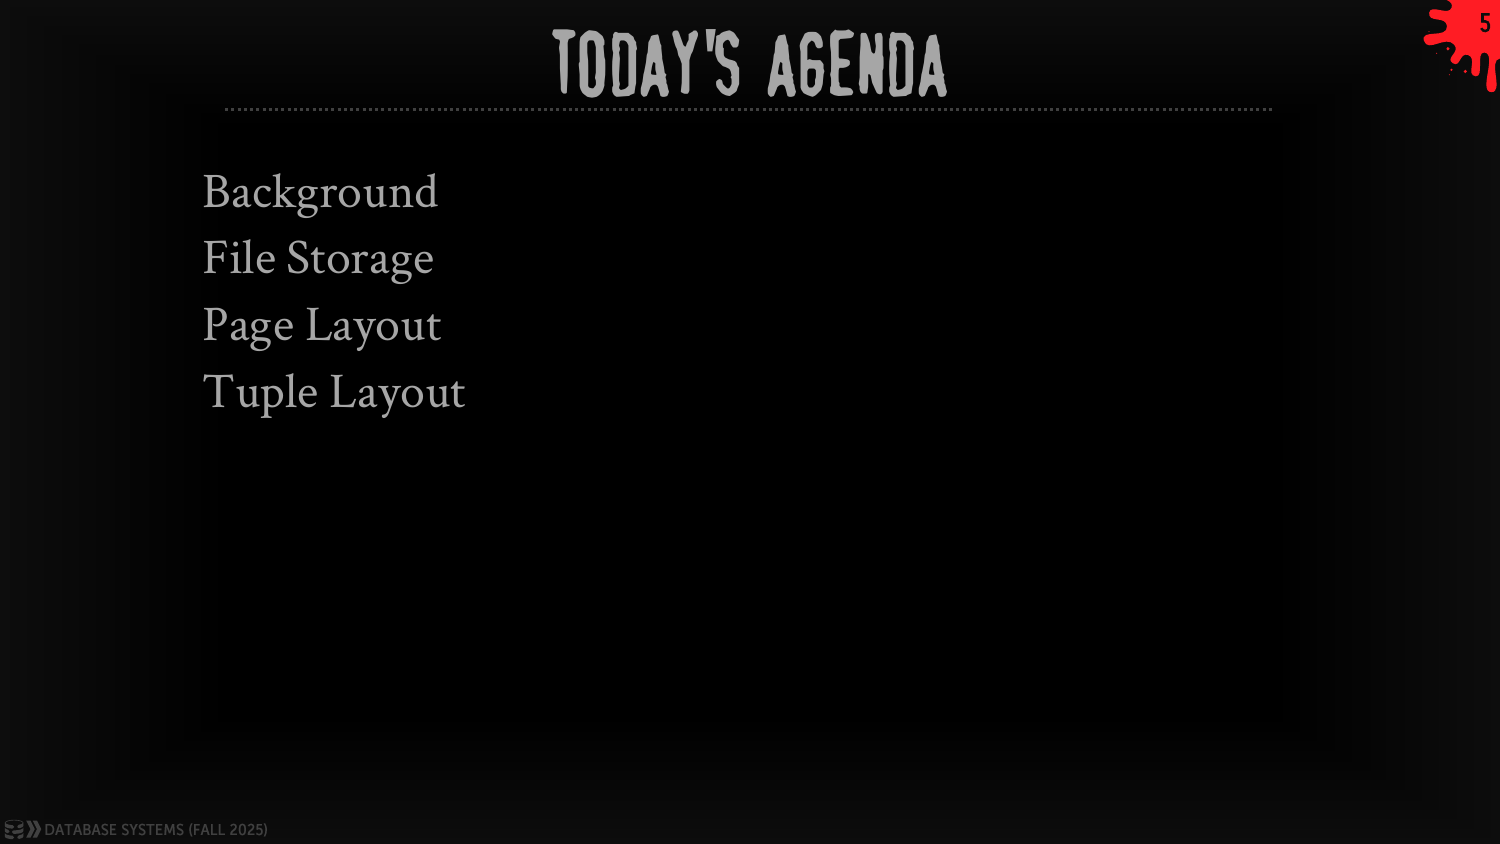 TODAY'S AGENDA
5
Background
File Storage
Page Layout
Tuple Layout
DATABASE SYSTEMS (FALL 2025)